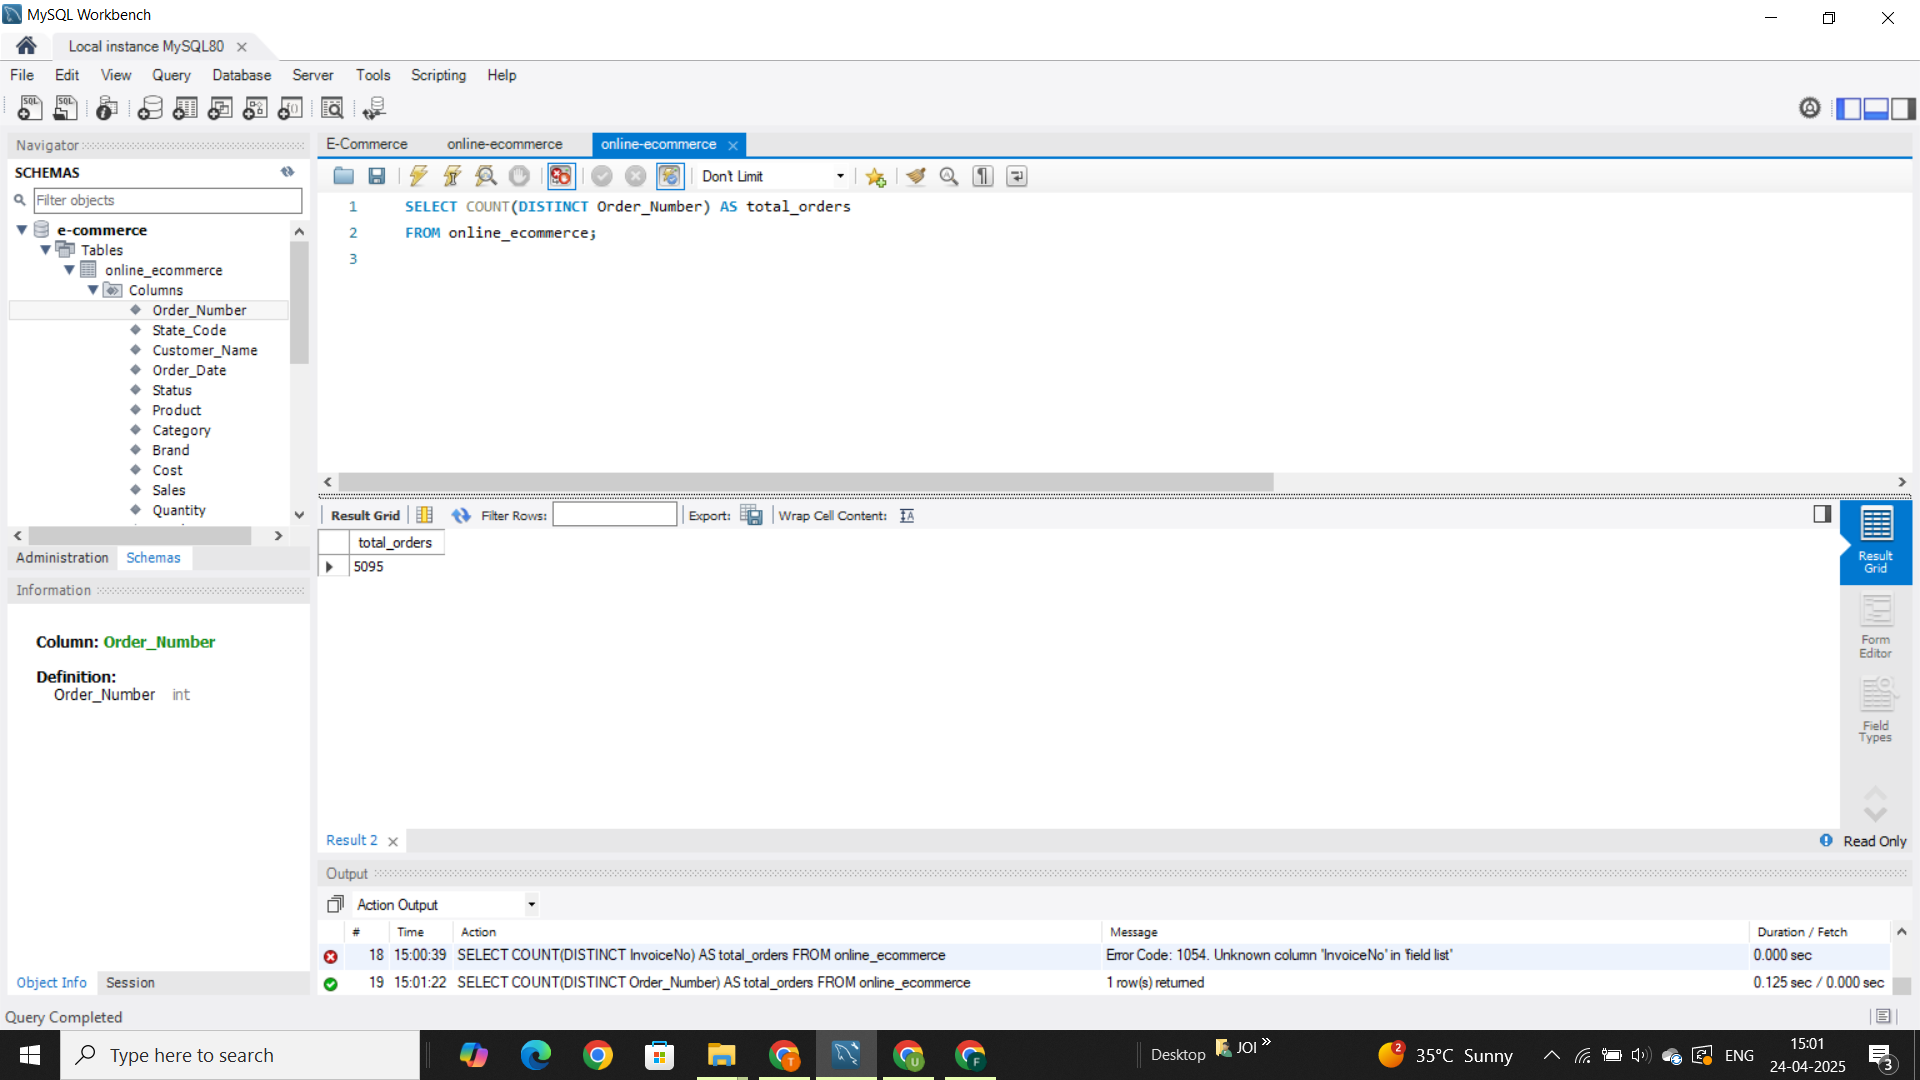 MySQL Workbench
Local instance MySQL80
File Edit View Query Database Server Tools Scripting Help
Navigator
SCHEMAS
Filter objects
e-commerce
Tables
online_ecommerce
Columns
Order_Number
State_Code
Customer_Name
Order_Date
Status
Product
Category
Brand
Cost
Sales
Quantity
Administration Schemas
Information
Column: Order_Number
Definition:
Order_Number int
Object Info Session
E-Commerce online-ecommerce online-ecommerce
Don't Limit
1 SELECT COUNT(DISTINCT Order_Number) AS total_orders
2 FROM online_ecommerce;
3
Result Grid Filter Rows: Export: Wrap Cell Content:
total_orders
5095
Result Grid
Form Editor
Field Types
Result 2
Read Only
Output
Action Output
# Time Action Message Duration / Fetch
18 15:00:39 SELECT COUNT(DISTINCT InvoiceNo) AS total_orders FROM online_ecommerce Error Code: 1054. Unknown column 'InvoiceNo' in 'field list' 0.000 sec
19 15:01:22 SELECT COUNT(DISTINCT Order_Number) AS total_orders FROM online_ecommerce 1 row(s) returned 0.125 sec / 0.000 sec
Query Completed
Type here to search
Desktop JOI »
35°C Sunny
ENG
15:01
24-04-2025
3